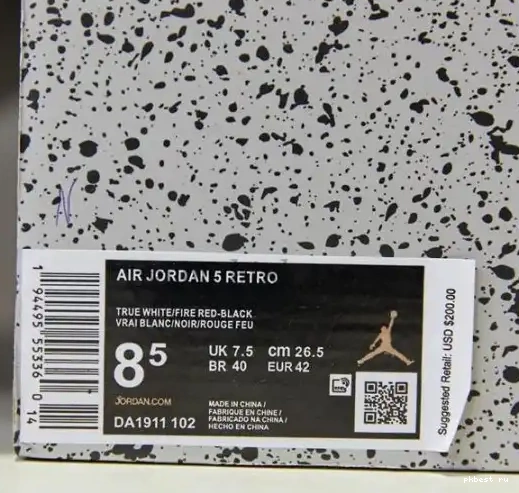 N
AIR JORDAN 5 RETRO
TRUE WHITE/FIRE RED-BLACK
VRAI BLANC/NOIR/ROUGE FEU
8⁵
UK 7.5 cm 26.5
BR 40 EUR 42
JORDAN.COM
DA1911 102
MADE IN CHINA /
FABRIQUE EN CHINE /
FABRICADO NA CHINA /
HECHO EN CHINA
1 94495 55336 0 14
Suggested Retail: USD $200.00
pkbest ru